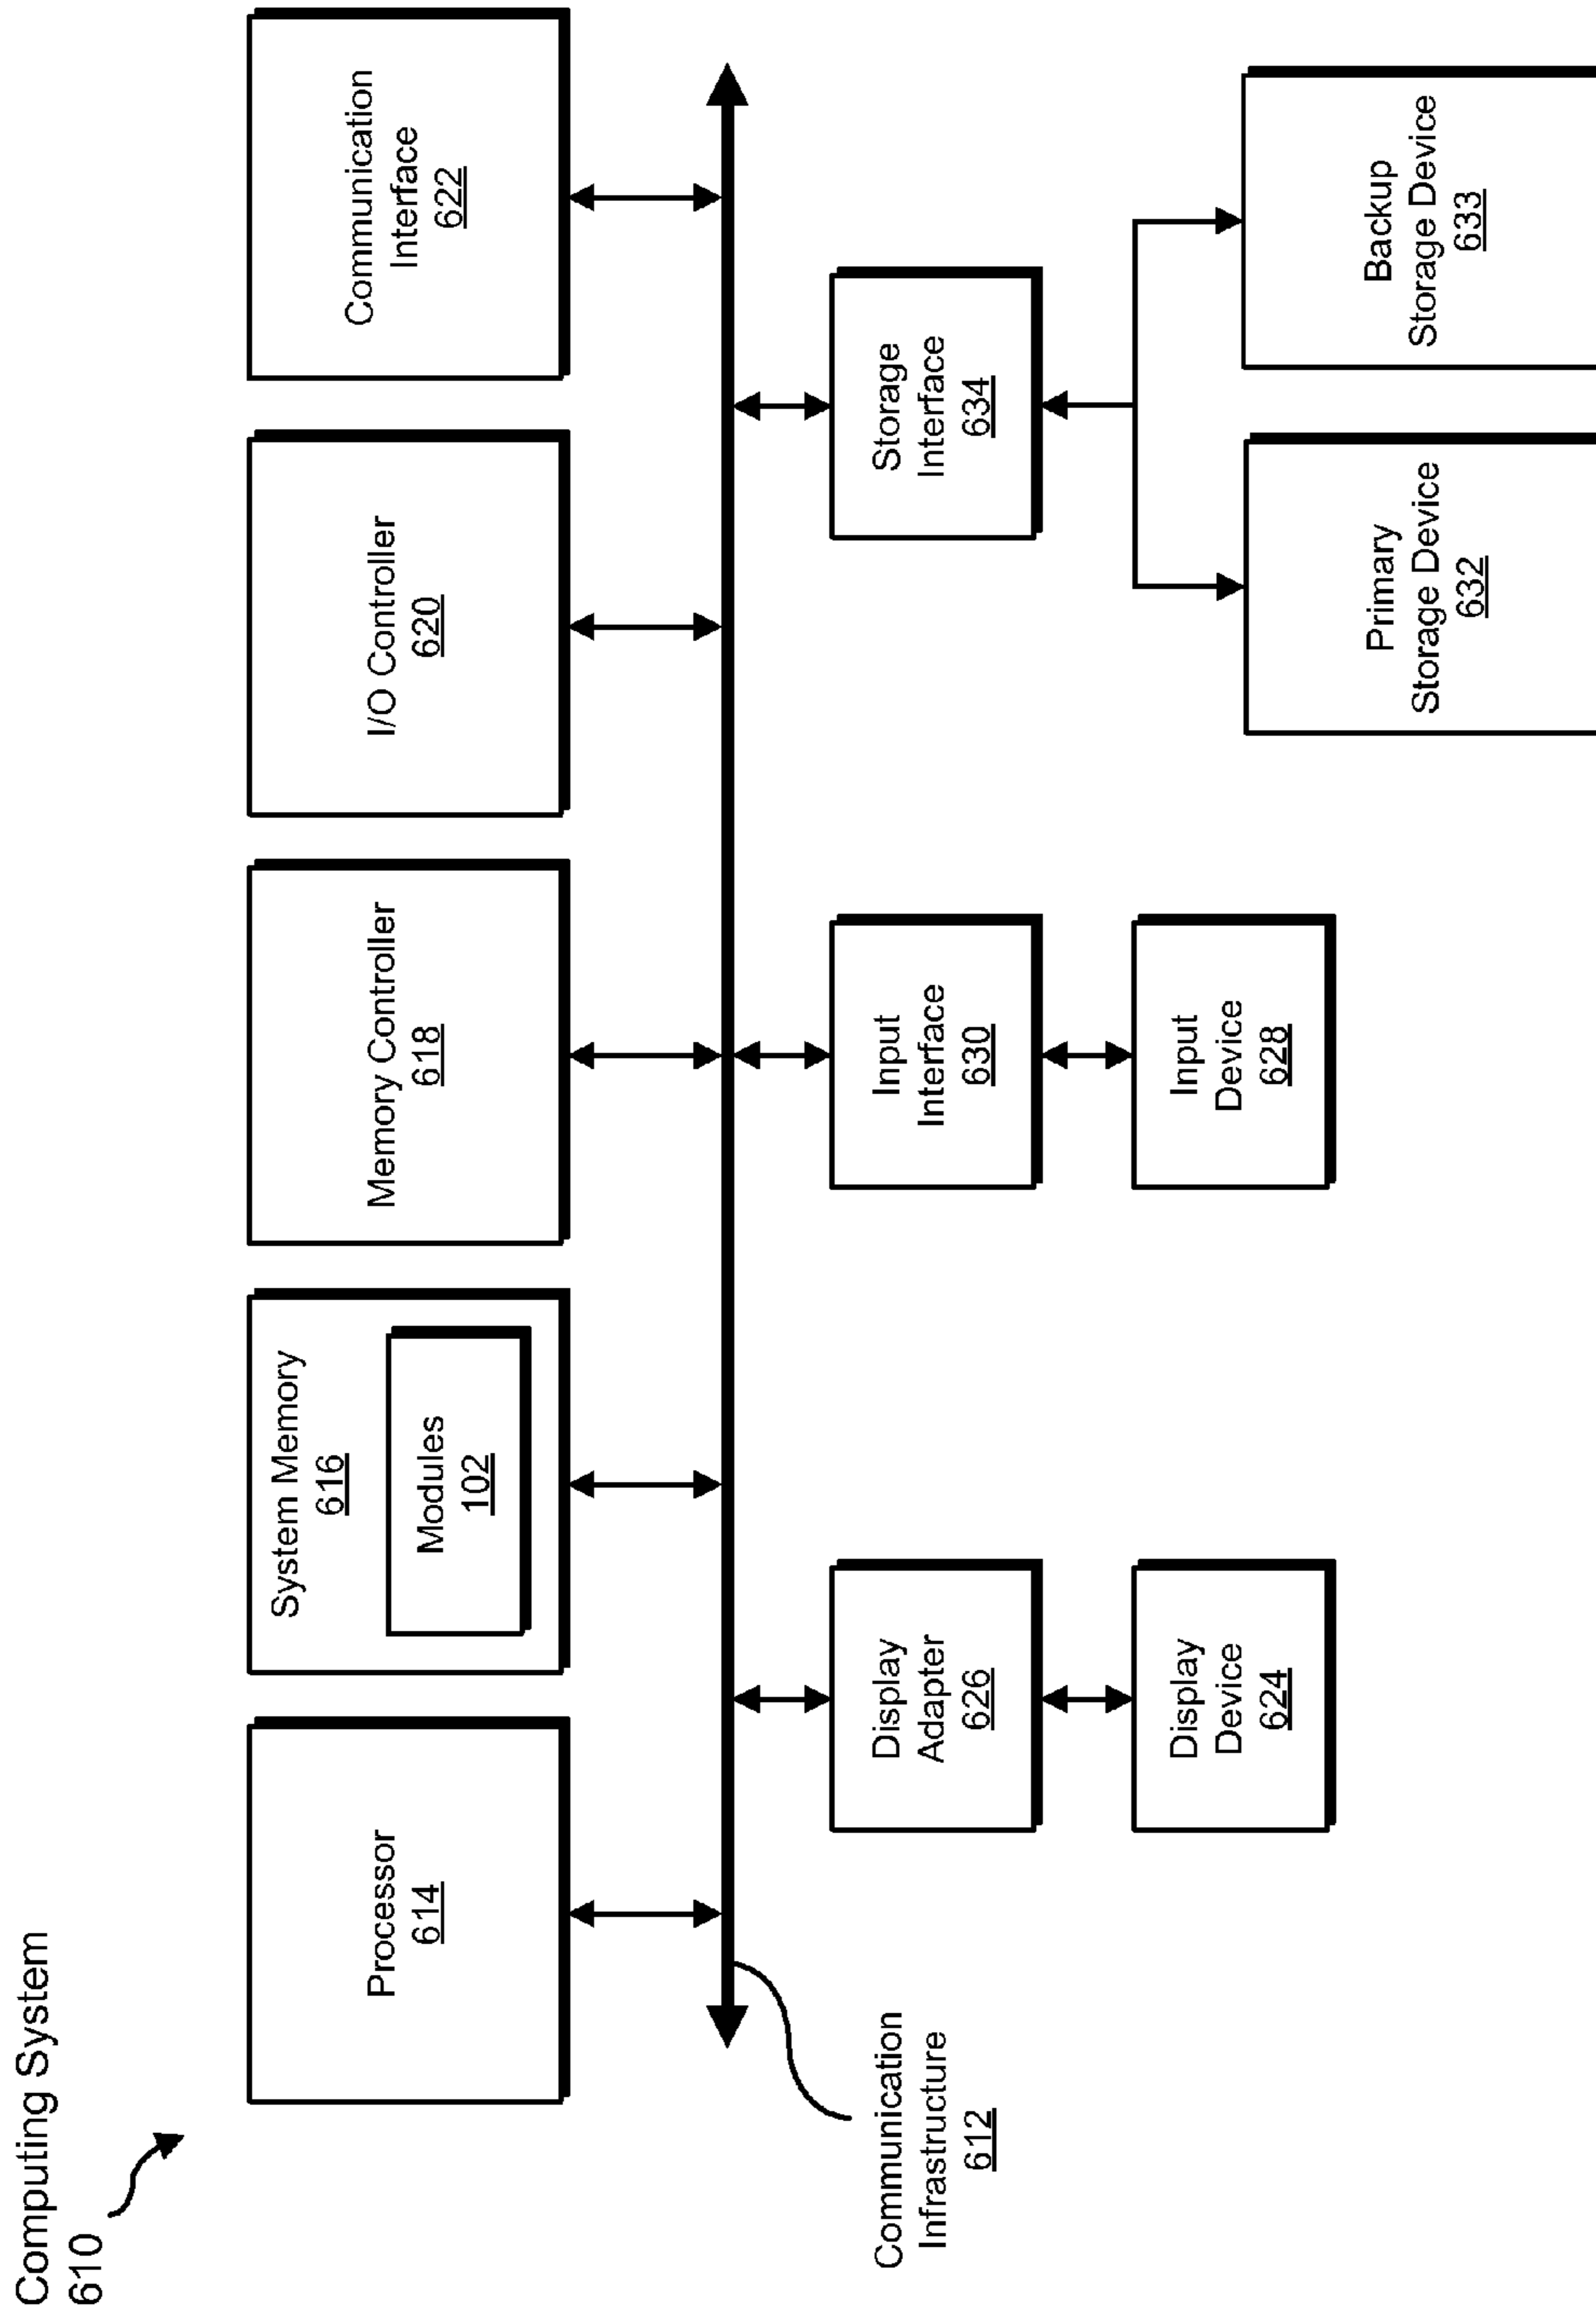 Computing System
610
Processor
614
System Memory
616
Modules
102
Memory Controller
618
I/O Controller
620
Communication
Interface
622
Communication
Infrastructure
612
Display
Adapter
626
Input
Interface
630
Storage
Interface
634
Display
Device
624
Input
Device
628
Primary
Storage Device
632
Backup
Storage Device
633